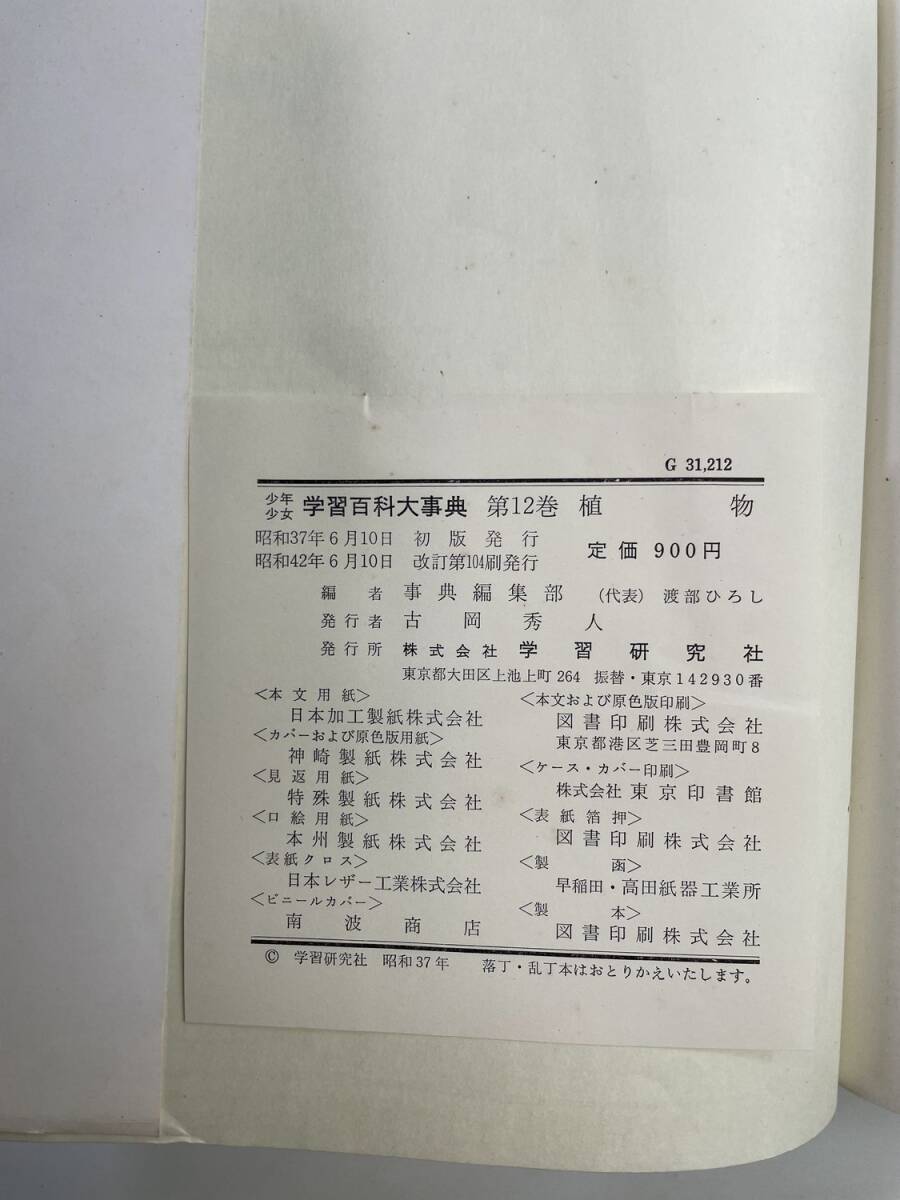 G 31,212
少年少女 学習百科大事典 第12巻 植物
昭和37年6月10日 初版発行
昭和42年6月10日 改訂第104刷発行
定価 900円
編者 事典編集部 (代表) 渡部ひろし
発行者 古岡秀人
発行所 株式会社 学習研究社
東京都大田区上池上町264 振替・東京142930番
<本文用紙>
日本加工製紙株式会社
<カバーおよび原色版用紙>
神崎製紙株式会社
<見返用紙>
特殊製紙株式会社
<口絵用紙>
本州製紙株式会社
<表紙クロス>
日本レザー工業株式会社
<ビニールカバー>
南波商店
<本文および原色版印刷>
図書印刷株式会社
東京都港区芝三田豊岡町8
<ケース・カバー印刷>
株式会社 東京印書館
<表紙箔押>
図書印刷株式会社
<製函>
早稲田・高田紙器工業所
<製本>
図書印刷株式会社
© 学習研究社 昭和37年 落丁・乱丁本はおとりかえいたします。